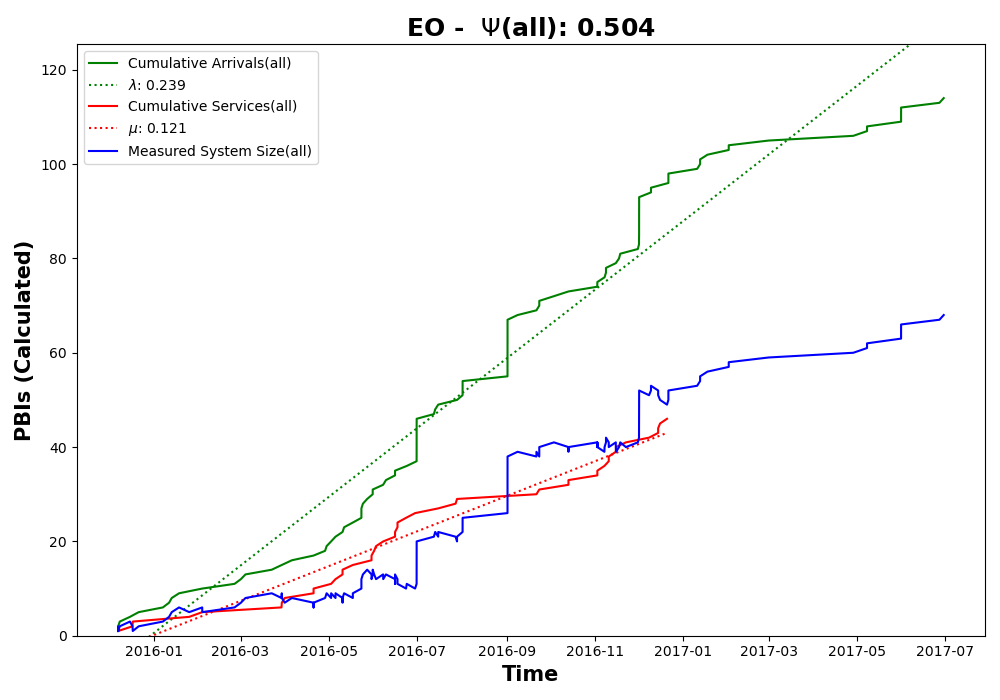 EO - Ψ(all): 0.504
Cumulative Arrivals(all)
λ: 0.239
Cumulative Services(all)
μ: 0.121
Measured System Size(all)
PBIs (Calculated)
120
100
80
60
40
20
0
2016-01 2016-03 2016-05 2016-07 2016-09 2016-11 2017-01 2017-03 2017-05 2017-07
Time